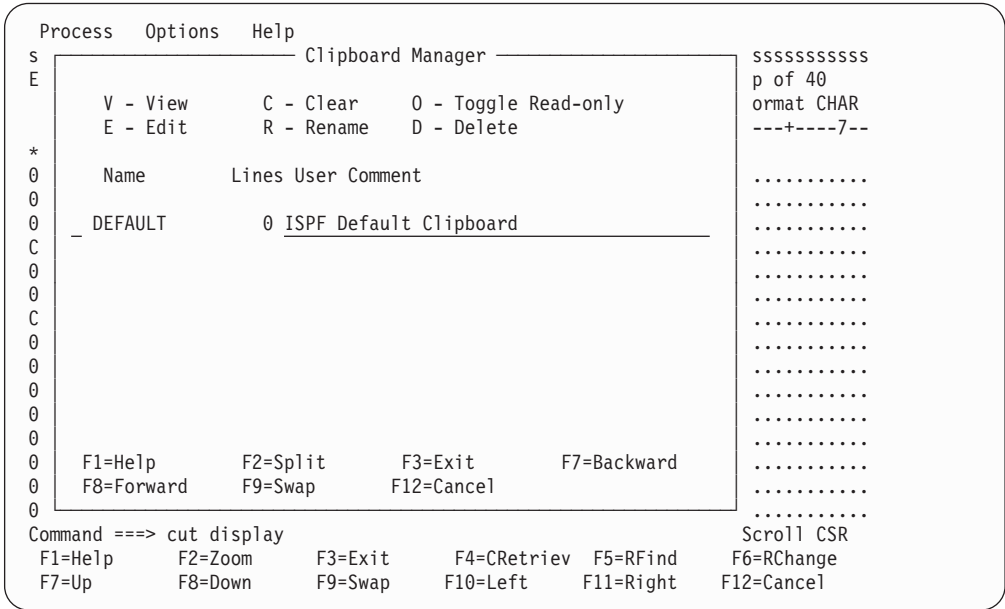 Process Options Help
s Clipboard Manager sssssssssss
E p of 40
V - View C - Clear O - Toggle Read-only ormat CHAR
E - Edit R - Rename D - Delete ---+----7--
*
0 Name Lines User Comment ...........
0 ...........
0 _ DEFAULT 0 ISPF Default Clipboard ...........
C ...........
0 ...........
0 ...........
C ...........
0 ...........
0 ...........
0 ...........
0 ...........
0 F1=Help F2=Split F3=Exit F7=Backward ...........
0 F8=Forward F9=Swap F12=Cancel ...........
0 ...........
Command ===> cut display Scroll CSR
F1=Help F2=Zoom F3=Exit F4=CRetriev F5=RFind F6=RChange
F7=Up F8=Down F9=Swap F10=Left F11=Right F12=Cancel